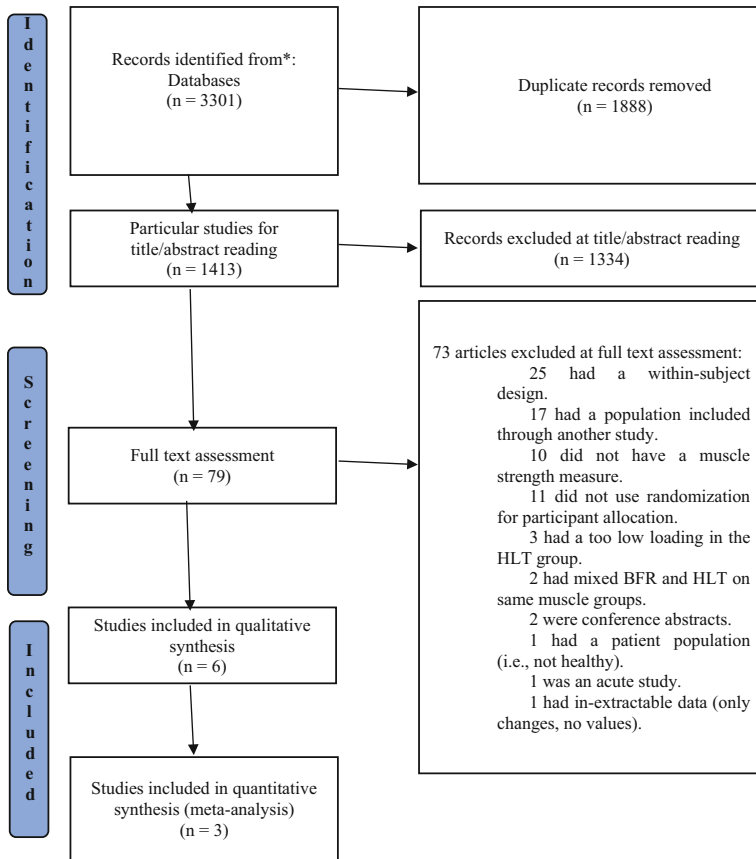 Identification
Records identified from*:
Databases
(n = 3301)
Duplicate records removed
(n = 1888)
Particular studies for
title/abstract reading
(n = 1413)
Records excluded at title/abstract reading
(n = 1334)
Screening
Full text assessment
(n = 79)
73 articles excluded at full text assessment:
25 had a within-subject
design.
17 had a population included
through another study.
10 did not have a muscle
strength measure.
11 did not use randomization
for participant allocation.
3 had a too low loading in the
HLT group.
2 had mixed BFR and HLT on
same muscle groups.
2 were conference abstracts.
1 had a patient population
(i.e., not healthy).
1 was an acute study.
1 had in-extractable data (only
changes, no values).
Included
Studies included in qualitative
synthesis
(n = 6)
Studies included in quantitative
synthesis (meta-analysis)
(n = 3)